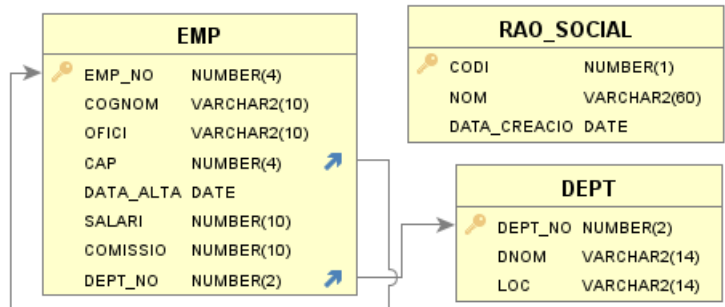 EMP
EMP_NO NUMBER(4)
COGNOM VARCHAR2(10)
OFICI VARCHAR2(10)
CAP NUMBER(4)
DATA_ALTA DATE
SALARI NUMBER(10)
COMISSIO NUMBER(10)
DEPT_NO NUMBER(2)
RAO_SOCIAL
CODI NUMBER(1)
NOM VARCHAR2(60)
DATA_CREACIO DATE
DEPT
DEPT_NO NUMBER(2)
DNOM VARCHAR2(14)
LOC VARCHAR2(14)